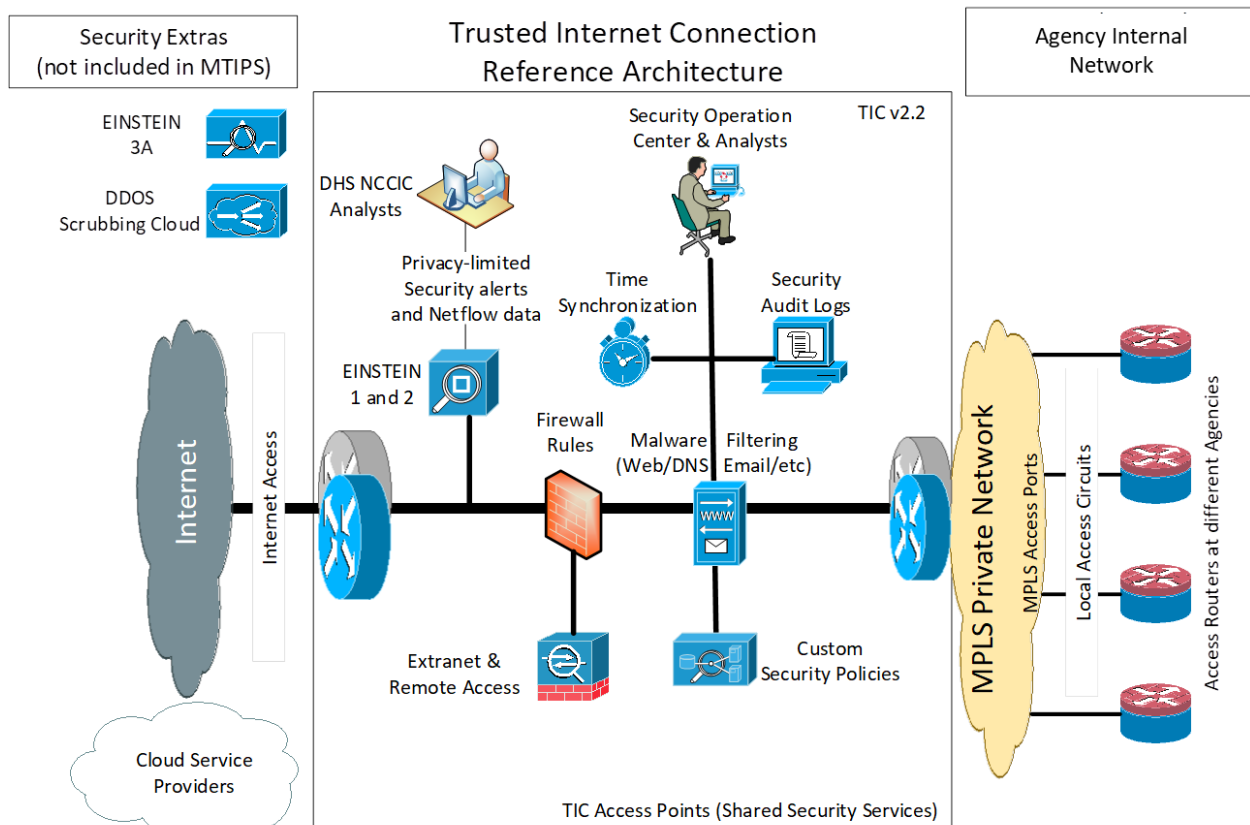 Security Extras
(not included in MTIPS)
Trusted Internet Connection
Reference Architecture
Agency Internal
Network
EINSTEIN
3A
DDOS
Scrubbing Cloud
TIC v2.2
Security Operation
Center & Analysts
DHS NCCIC
Analysts
Privacy-limited
Security alerts
and Netflow data
Time
Synchronization
Security
Audit Logs
EINSTEIN
1 and 2
Firewall
Rules
Malware Filtering
(Web/DNS Email/etc)
WWW
Internet
Internet Access
Extranet &
Remote Access
Custom
Security Policies
MPLS Private Network
MPLS Access Ports
Local Access Circuits
Access Routers at different Agencies
Cloud Service
Providers
TIC Access Points (Shared Security Services)